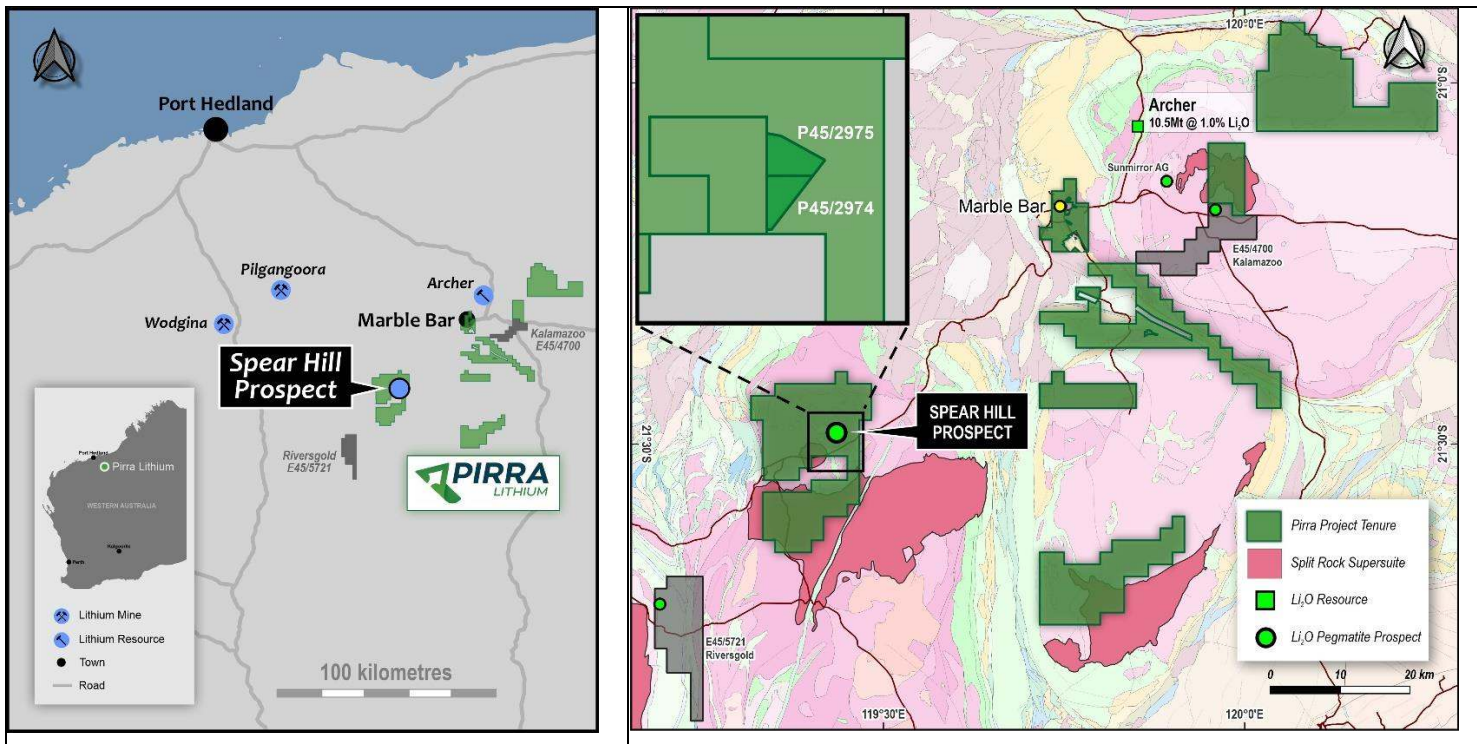 Port Hedland
Pilgangoora
Wodgina
Archer
Marble Bar
Kalamazoo
E45/4700
Spear Hill
Prospect
Riversgold
E45/5721
PIRRA
LITHIUM
Port Hedland
Pirra Lithium
WESTERN AUSTRALIA
Kalgoorlie
Perth
Lithium Mine
Lithium Resource
Town
Road
100 kilometres
120°0'E
21°0'S
P45/2975
P45/2974
Archer
10.5Mt @ 1.0% Li₂O
Sunmirror AG
Marble Bar
E45/4700
Kalamazoo
21°30'S
SPEAR HILL
PROSPECT
21°30'S
Pirra Project Tenure
Split Rock Supersuite
Li₂O Resource
Li₂O Pegmatite Prospect
E45/5721
Riversgold
0 10 20 km
119°30'E
120°0'E